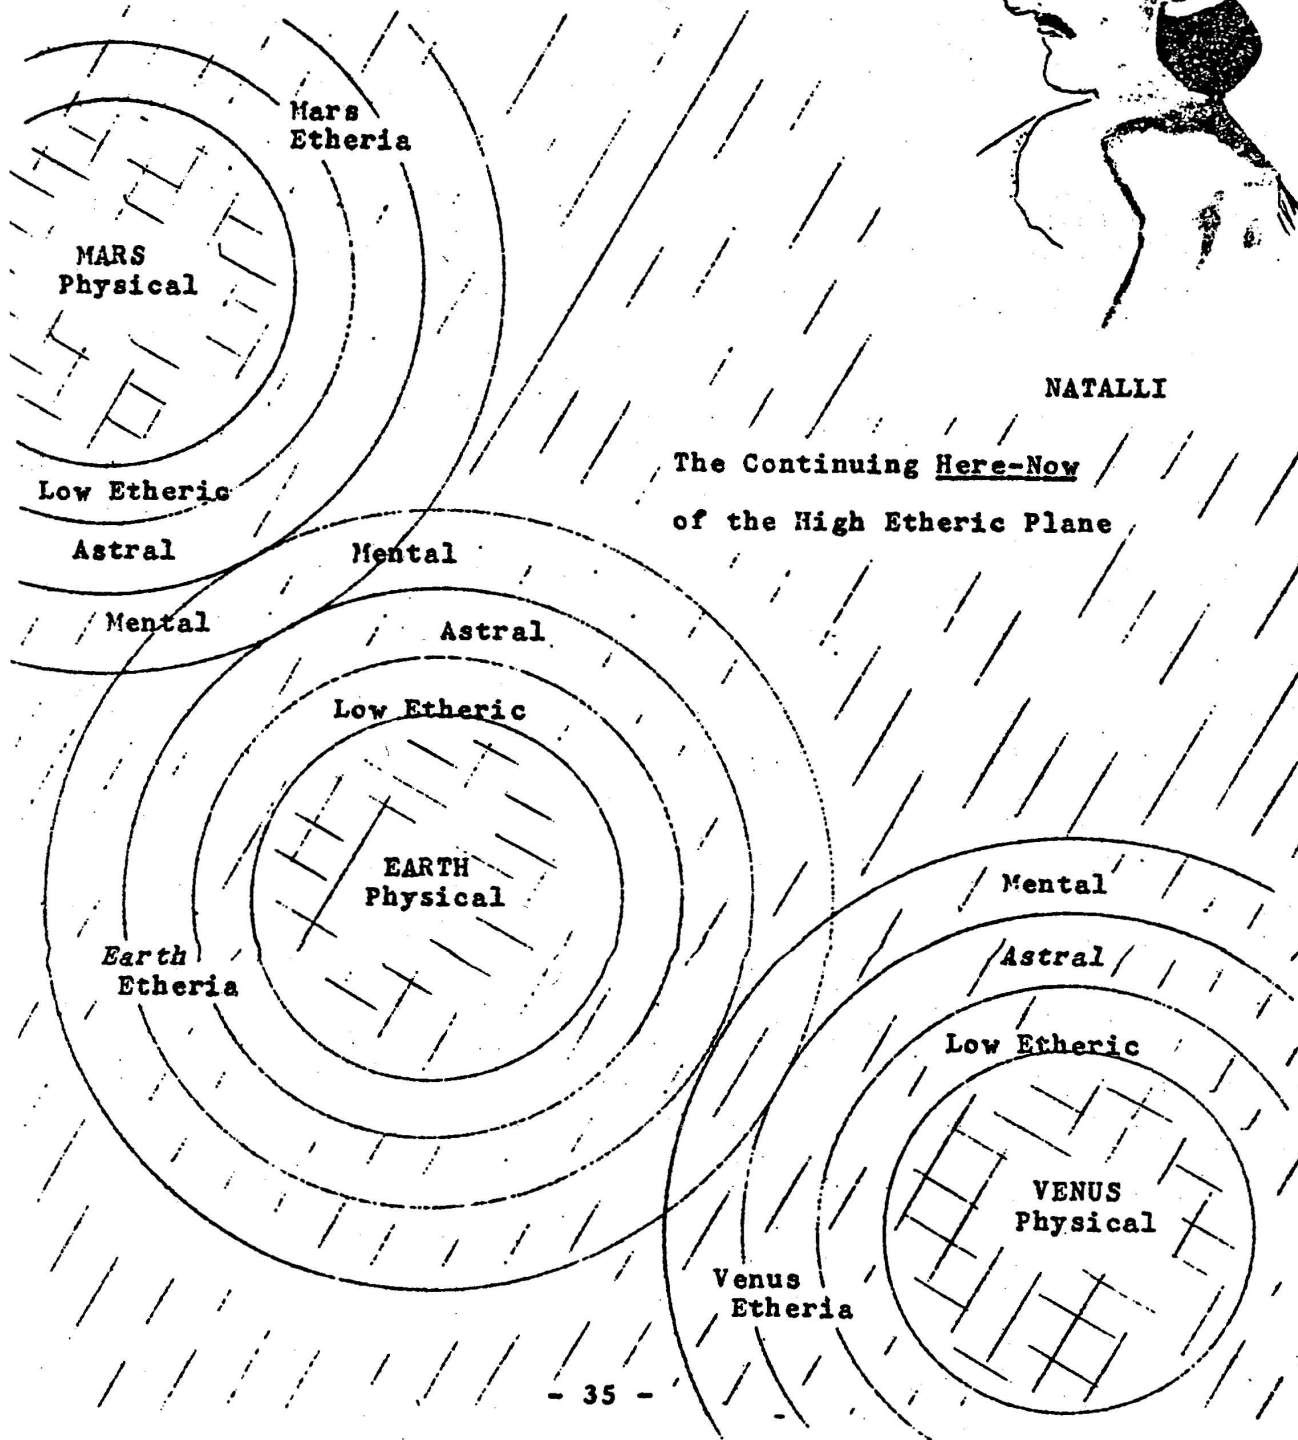 Mars
Etheria
MARS
Physical
NATALLI
The Continuing Here-Now
of the High Etheric Plane
Low Etheric
Astral
Mental
Mental
Astral
Low Etheric
EARTH
Physical
Earth
Etheria
Mental
Astral
Low Etheric
VENUS
Physical
Venus
Etheria
- 35 -